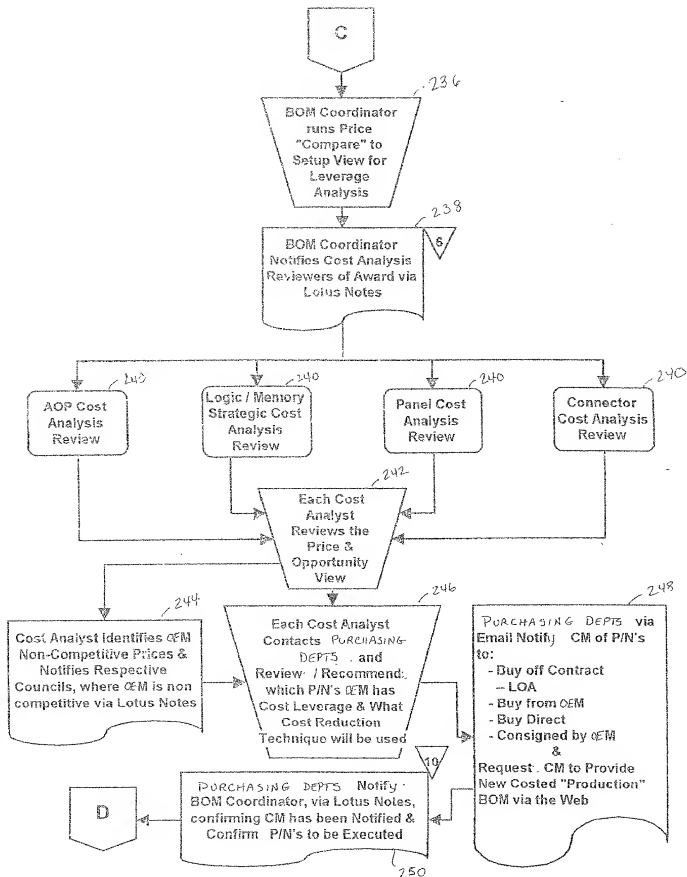 C
236
BOM Coordinator
runs Price
"Compare" to
Setup View for
Leverage
Analysis
238
BOM Coordinator
Notifies Cost Analysis
Reviewers of Award via
Lotus Notes
6
240
AOP Cost
Analysis
Review
240
Logic / Memory
Strategic Cost
Analysis
Review
240
Panel Cost
Analysis
Review
240
Connector
Cost Analysis
Review
242
Each Cost
Analyst
Reviews the
Price &
Opportunity
View
244
Cost Analyst Identifies OEM
Non-Competitive Prices &
Notifies Respective
Councils, where OEM is non
competitive via Lotus Notes
246
Each Cost Analyst
Contacts PURCHASING
DEPTS . and
Review / Recommend
which P/N's OEM has
Cost Leverage & What
Cost Reduction
Technique will be used
10
248
PURCHASING DEPTS via
Email Notify CM of P/N's
to:
- Buy off Contract
-- LOA
- Buy from OEM
- Buy Direct
- Consigned by OEM
&
Request . CM to Provide
New Costed "Production"
BOM via the Web
PURCHASING DEPTS Notify
BOM Coordinator, via Lotus Notes,
confirming CM has been Notified &
Confirm P/N's to be Executed
250
D